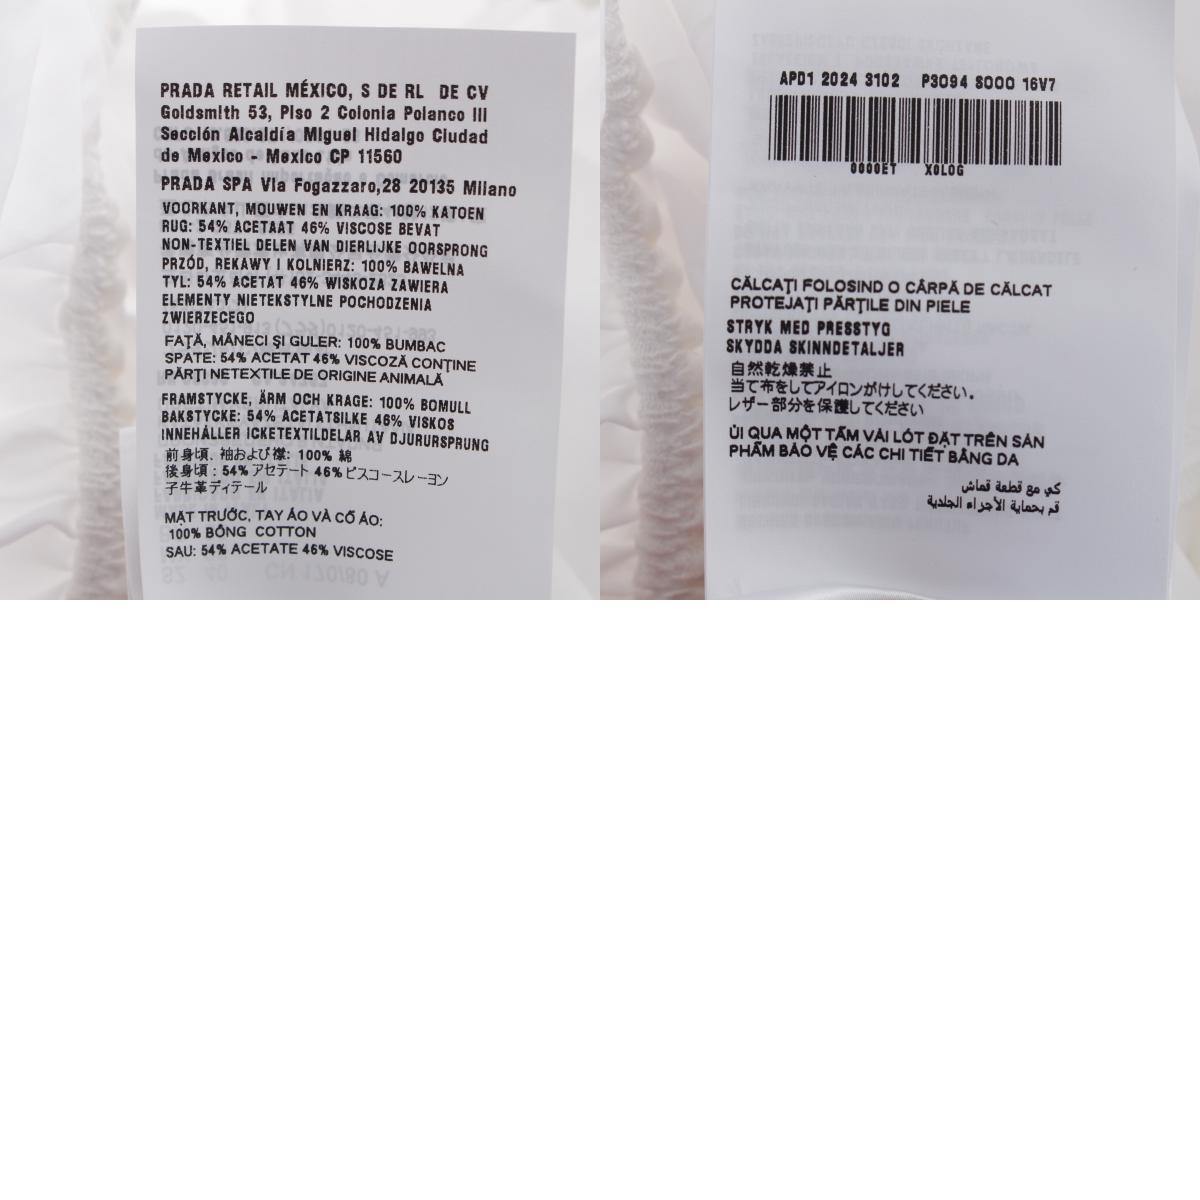 PRADA RETAIL MÉXICO, S DE RL DE CV
Goldsmith 53, Piso 2 Colonia Polanco III
Sección Alcaldía Miguel Hidalgo Ciudad
de Mexico - Mexico CP 11560
PRADA SPA Via Fogazzaro,28 20135 Milano
VOORKANT, MOUWEN EN KRAAG: 100% KATOEN
RUG: 54% ACETAAT 46% VISCOSE BEVAT
NON-TEXTIEL DELEN VAN DIERLIJKE OORSPRONG
PRZÓD, REKAWY I KOLNIERZ: 100% BAWELNA
TYL: 54% ACETAT 46% WISKOZA ZAWIERA
ELEMENTY NIETEKSTYLNE POCHODZENIA
ZWIERZECEGO
FAŢĂ, MÂNECI ŞI GULER: 100% BUMBAC
SPATE: 54% ACETAT 46% VISCOZĂ CONŢINE
PĂRŢI NETEXTILE DE ORIGINE ANIMALĂ
FRAMSTYCKE, ÄRM OCH KRAGE: 100% BOMULL
BAKSTYCKE: 54% ACETATSILKE 46% VISKOS
INNEHÅLLER ICKETEXTILDELAR AV DJURURSPRUNG
前身頃, 袖および襟: 100% 綿
後身頃 : 54% アセテート 46% ビスコースレーヨン
子牛革ディテール
MẶT TRƯỚC, TAY ÁO VÀ CỔ ÁO:
100% BÔNG COTTON
SAU: 54% ACETATE 46% VISCOSE
APD1 2024 3102 P3094 S000 16V7
0000ET X0LOG
CĂLCAŢI FOLOSIND O CÂRPĂ DE CĂLCAT
PROTEJAŢI PĂRŢILE DIN PIELE
STRYK MED PRESSTYG
SKYDDA SKINNDETALJER
自然乾燥禁止
当て布をしてアイロンがけしてください。
レザー部分を保護してください
ỦI QUA MỘT TẤM VẢI LÓT ĐẶT TRÊN SẢN
PHẨM BẢO VỆ CÁC CHI TIẾT BẰNG DA
كي مع قطعة قماش
قم بحماية الأجزاء الجلدية